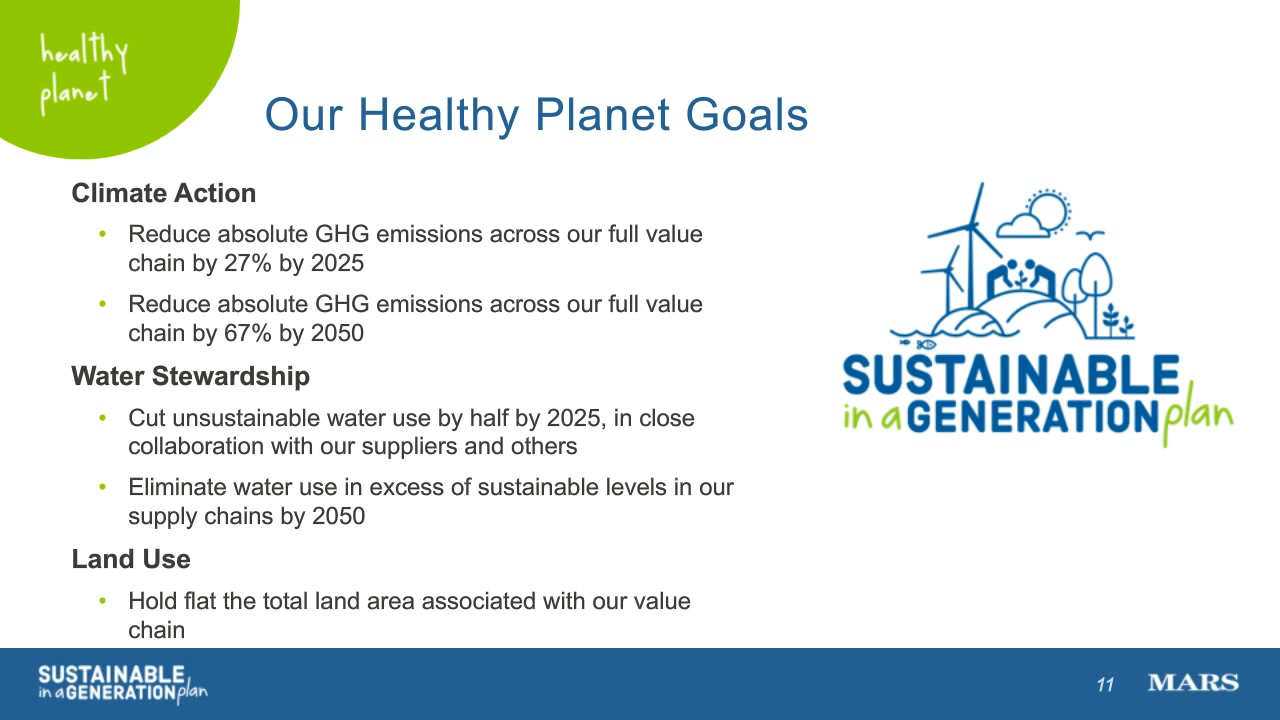 healthy
planet
Our Healthy Planet Goals
Climate Action
• Reduce absolute GHG emissions across our full value
chain by 27% by 2025
• Reduce absolute GHG emissions across our full value
chain by 67% by 2050
Water Stewardship
• Cut unsustainable water use by half by 2025, in close
collaboration with our suppliers and others
• Eliminate water use in excess of sustainable levels in our
supply chains by 2050
Land Use
• Hold flat the total land area associated with our value
chain
SUSTAINABLE
in a GENERATION plan
SUSTAINABLE
in a GENERATION plan
11 MARS